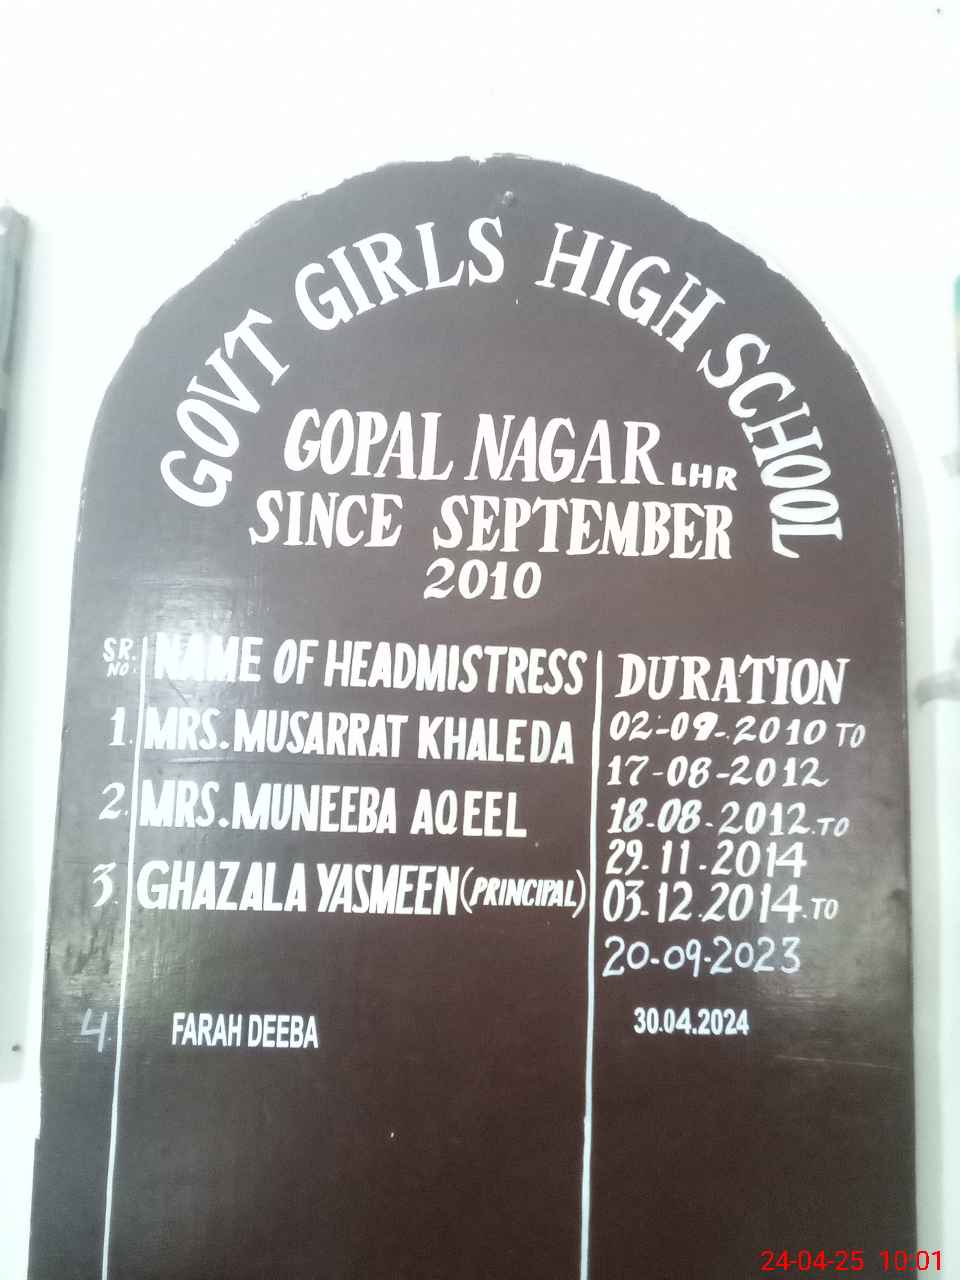 GOVT GIRLS HIGH SCHOOL
GOPAL NAGAR LHR
SINCE SEPTEMBER
2010
SR. NO. NAME OF HEADMISTRESS DURATION
1. MRS. MUSARRAT KHALEDA 02-09-2010 TO
17-08-2012
2. MRS. MUNEEBA AQEEL 18-08-2012 TO
29-11-2014
3. GHAZALA YASMEEN (PRINCIPAL) 03-12-2014 TO
20-09-2023
4. FARAH DEEBA 30.04.2024
24-04-25 10:01